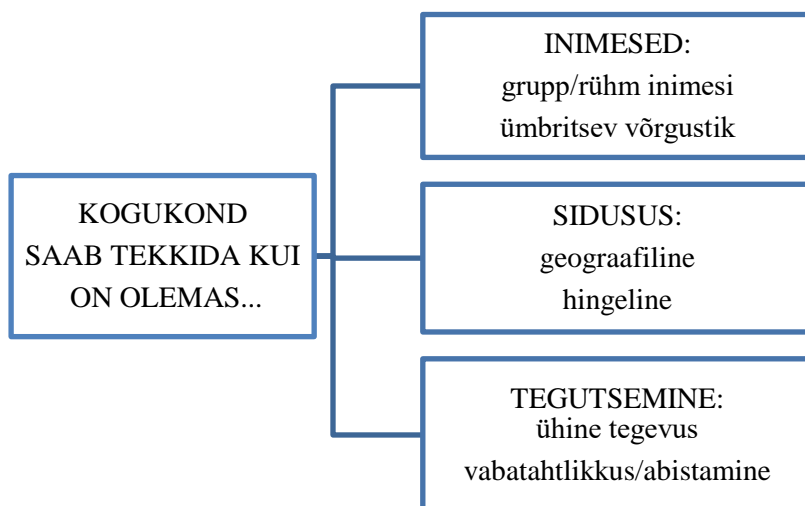 KOGUKOND
SAAB TEKKIDA KUI
ON OLEMAS...
INIMESED:
grupp/rühm inimesi
ümbritsev võrgustik
SIDUSUS:
geograafiline
hingeline
TEGUTSEMINE:
ühine tegevus
vabatahtlikkus/abistamine